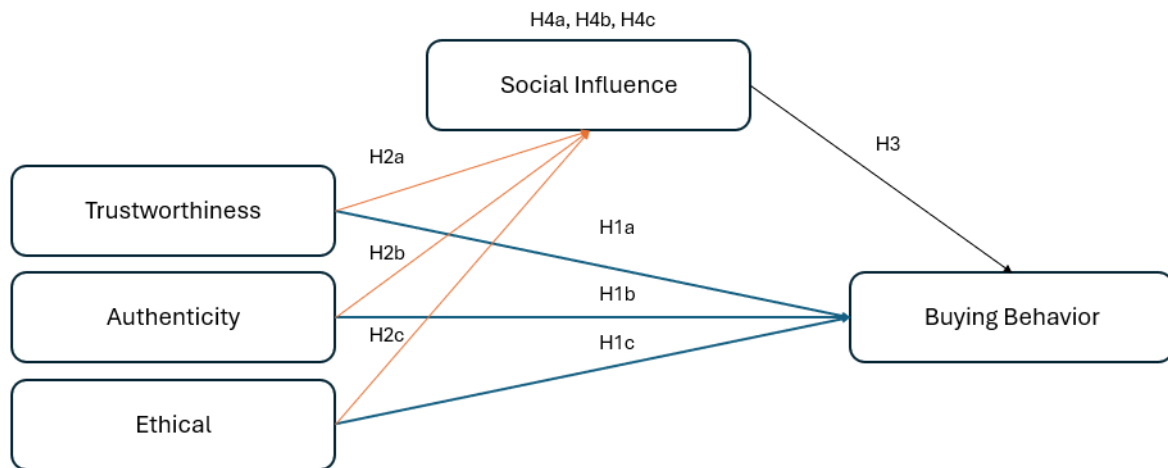 H4a, H4b, H4c
Social Influence
H3
H2a
Trustworthiness
H1a
H2b
H1b
Authenticity
Buying Behavior
H2c
H1c
Ethical